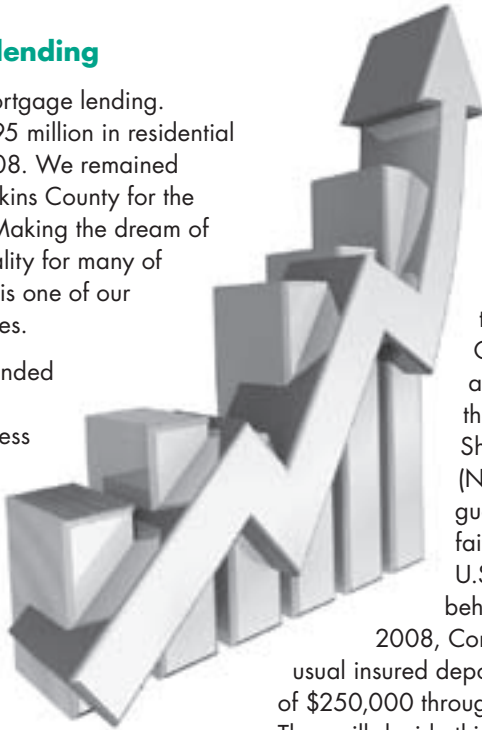 lending
ortgage lending.
95 million in residential
08. We remained
kins County for the
Making the dream of
ality for many of
is one of our
es.
nded
ess
t
C
a
th
Sh
(N
gu
fai
U.S
beh
2008, Con
usual insured depo
of $250,000 throug